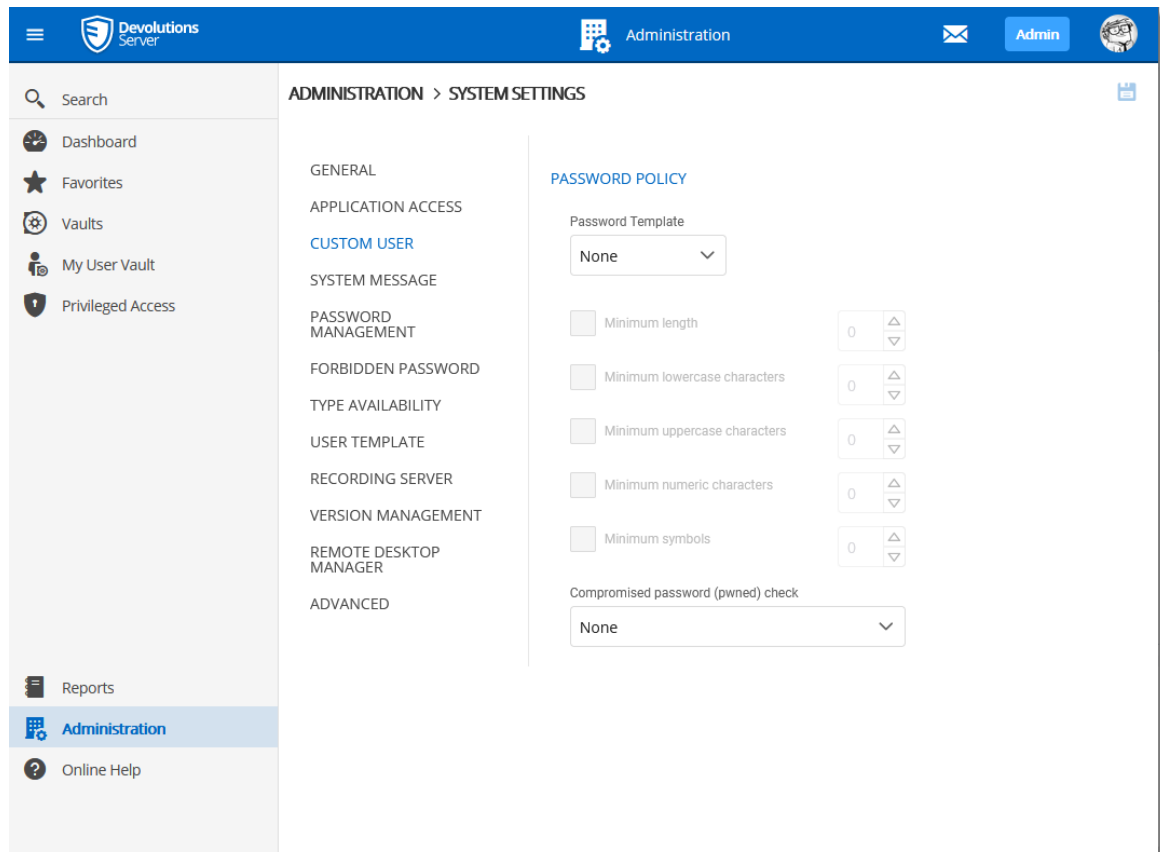 Devolutions
Server
Administration
Admin
Search
Dashboard
Favorites
Vaults
My User Vault
Privileged Access
Reports
Administration
Online Help
ADMINISTRATION > SYSTEM SETTINGS
GENERAL
APPLICATION ACCESS
CUSTOM USER
SYSTEM MESSAGE
PASSWORD
MANAGEMENT
FORBIDDEN PASSWORD
TYPE AVAILABILITY
USER TEMPLATE
RECORDING SERVER
VERSION MANAGEMENT
REMOTE DESKTOP
MANAGER
ADVANCED
PASSWORD POLICY
Password Template
None
Minimum length 0
Minimum lowercase characters 0
Minimum uppercase characters 0
Minimum numeric characters 0
Minimum symbols 0
Compromised password (pwned) check
None